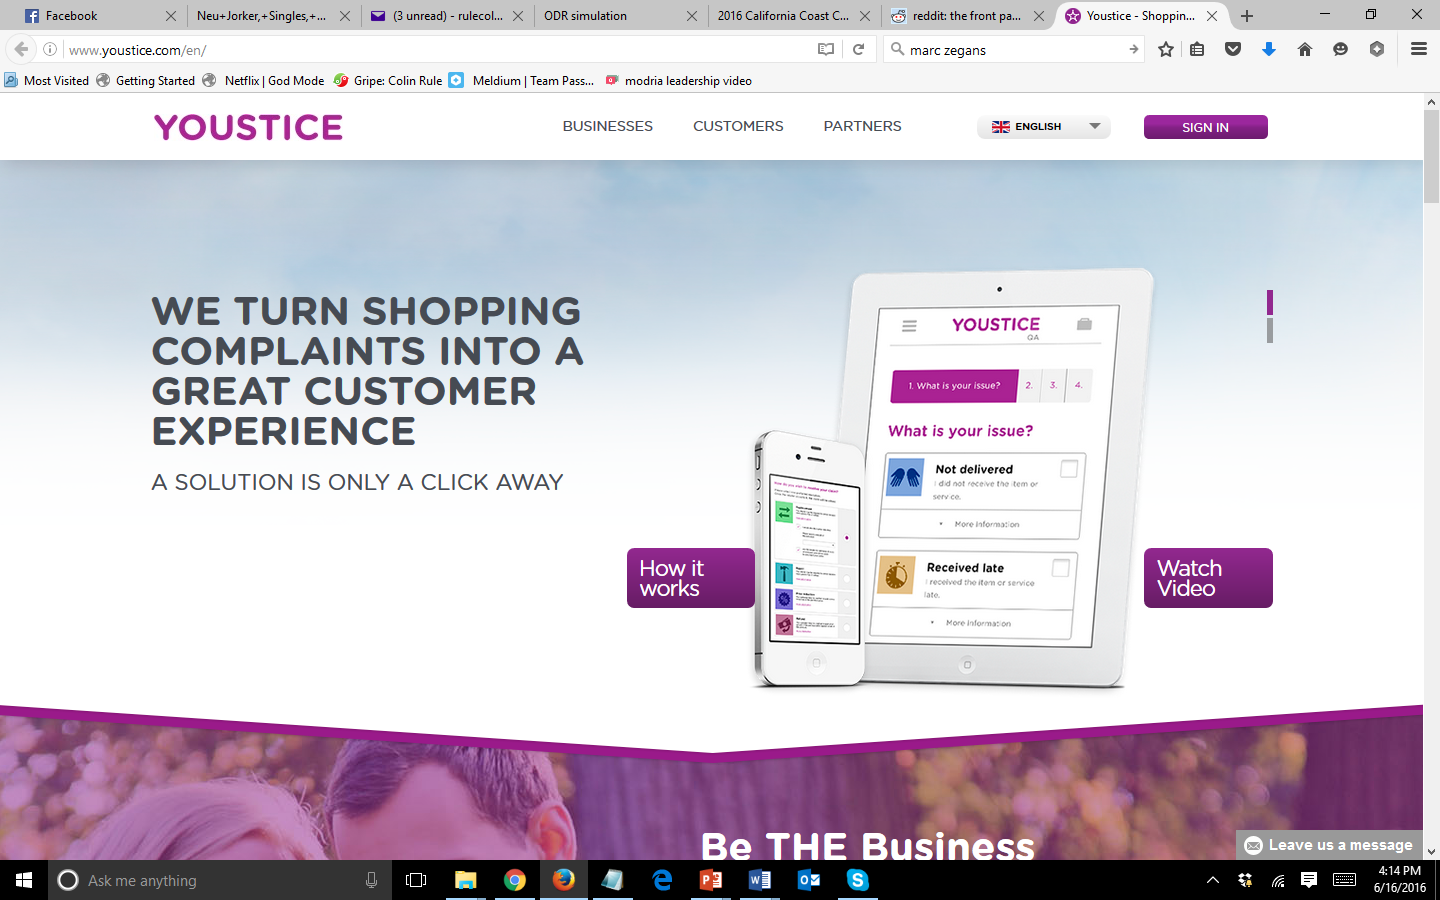 Facebook
Neu+Jorker,+Singles,+...
(3 unread) - rulecol...
ODR simulation
2016 California Coast C...
reddit: the front pa...
Youstice - Shoppin...
www.youstice.com/en/
marc zegans
Most Visited
Getting Started
Netflix | God Mode
Gripe: Colin Rule
Meldium | Team Pass...
modria leadership video
YOUSTICE
BUSINESSES
CUSTOMERS
PARTNERS
ENGLISH
SIGN IN
WE TURN SHOPPING
COMPLAINTS INTO A
GREAT CUSTOMER
EXPERIENCE
A SOLUTION IS ONLY A CLICK AWAY
YOUSTICE
QA
1. What is your issue?
2.
3.
4.
What is your issue?
Not delivered
I did not receive the item or
service.
More Information
Received late
I received the item or service
late.
More Information
How it
works
Watch
Video
Be THE Business
Leave us a message
Ask me anything
4:14 PM
6/16/2016